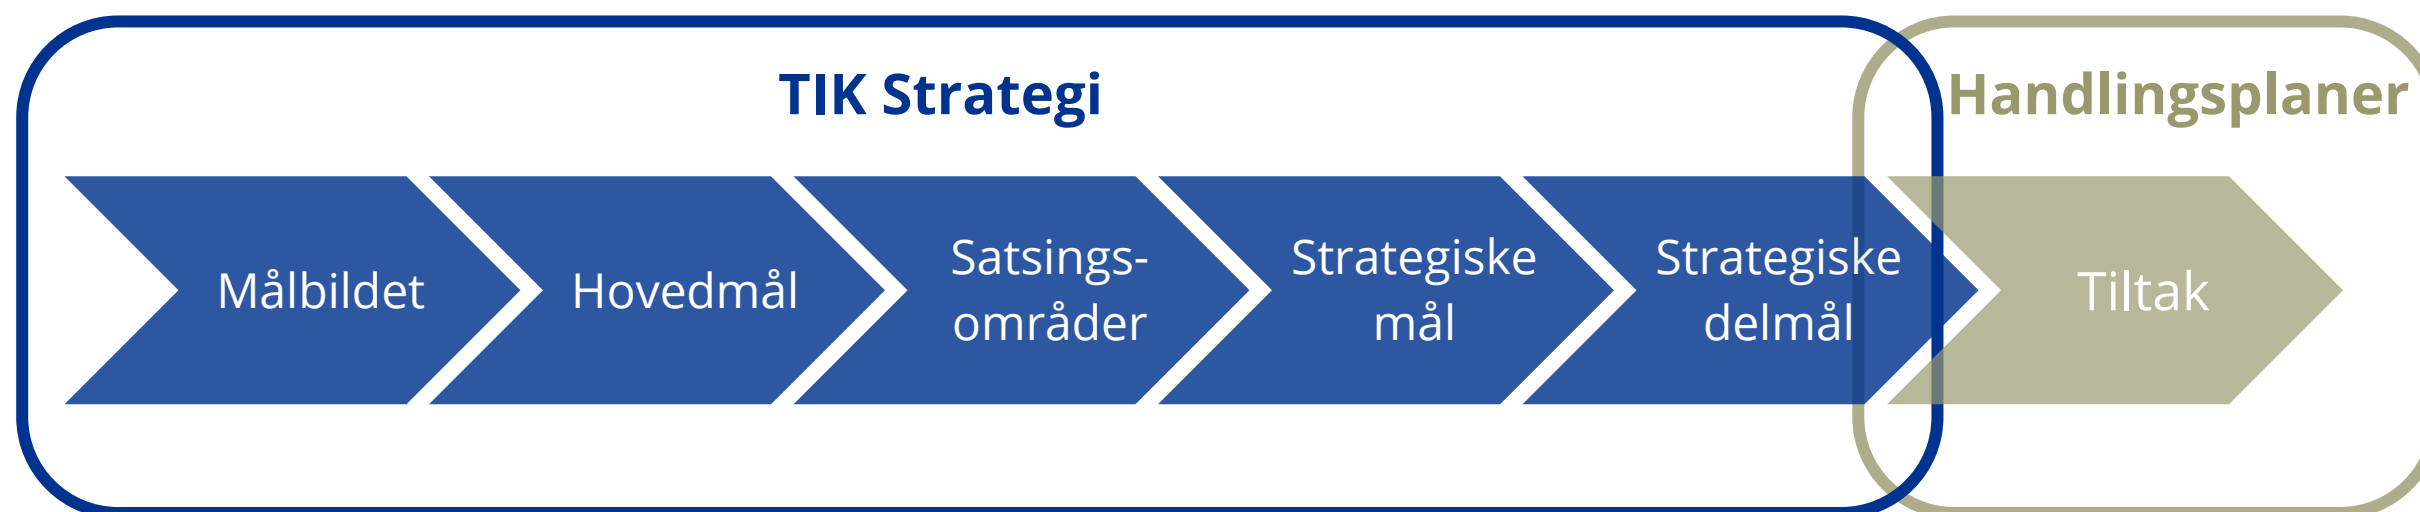 TIK Strategi
Handlingsplaner
Målbildet
Hovedmål
Satsings-
områder
Strategiske
mål
Strategiske
delmål
Tiltak